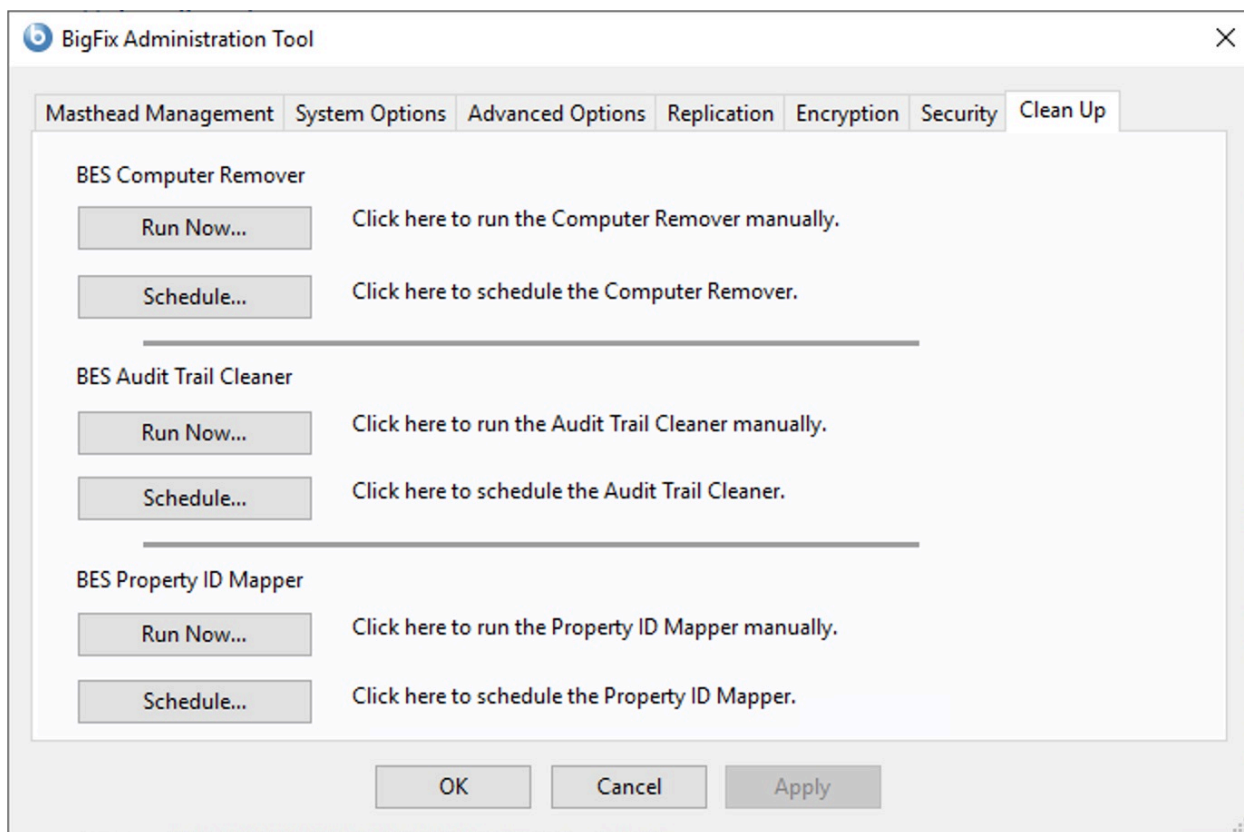 BigFix Administration Tool
Masthead Management System Options Advanced Options Replication Encryption Security Clean Up
BES Computer Remover
Run Now... Click here to run the Computer Remover manually.
Schedule... Click here to schedule the Computer Remover.
BES Audit Trail Cleaner
Run Now... Click here to run the Audit Trail Cleaner manually.
Schedule... Click here to schedule the Audit Trail Cleaner.
BES Property ID Mapper
Run Now... Click here to run the Property ID Mapper manually.
Schedule... Click here to schedule the Property ID Mapper.
OK Cancel Apply